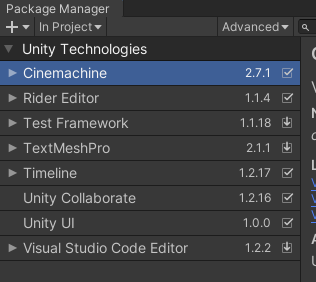 Package Manager
In Project
Advanced
Unity Technologies
Cinemachine 2.7.1
Rider Editor 1.1.4
Test Framework 1.1.18
TextMeshPro 2.1.1
Timeline 1.2.17
Unity Collaborate 1.2.16
Unity UI 1.0.0
Visual Studio Code Editor 1.2.2